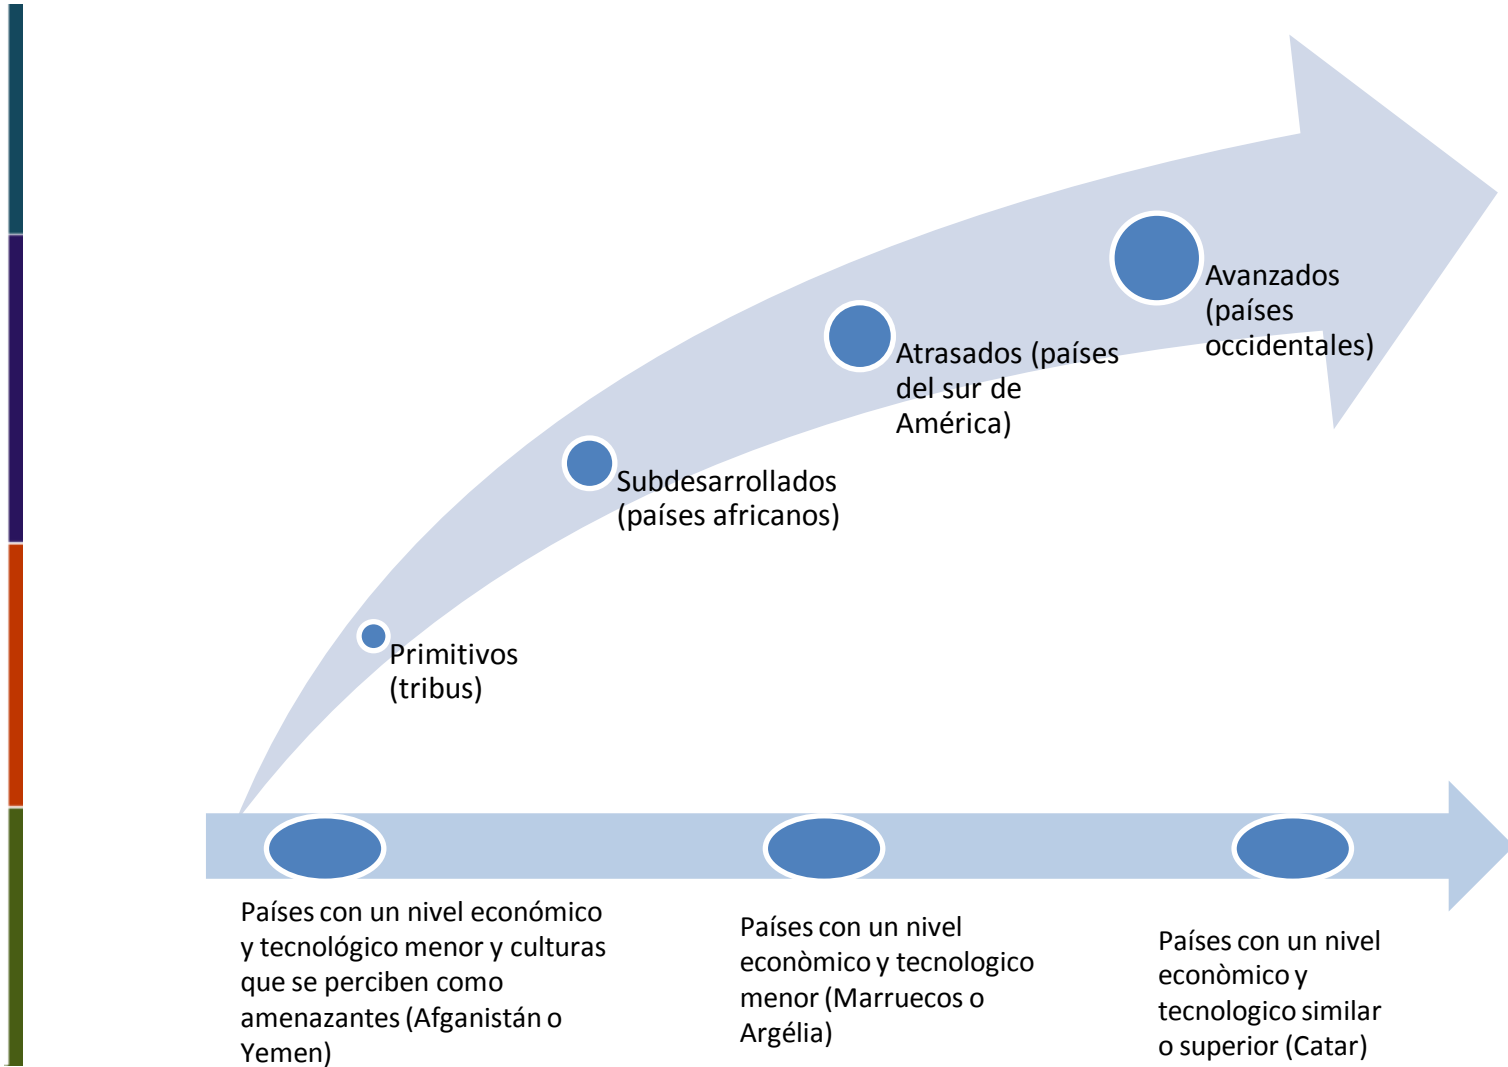 Avanzados
(países
occidentales)
Atrasados (países
del sur de
América)
Subdesarrollados
(países africanos)
Primitivos
(tribus)
Países con un nivel económico
y tecnológico menor y culturas
que se perciben como
amenazantes (Afganistán o
Yemen)
Países con un nivel
econòmico y tecnologico
menor (Marruecos o
Argélia)
Países con un nivel
econòmico y
tecnologico similar
o superior (Catar)